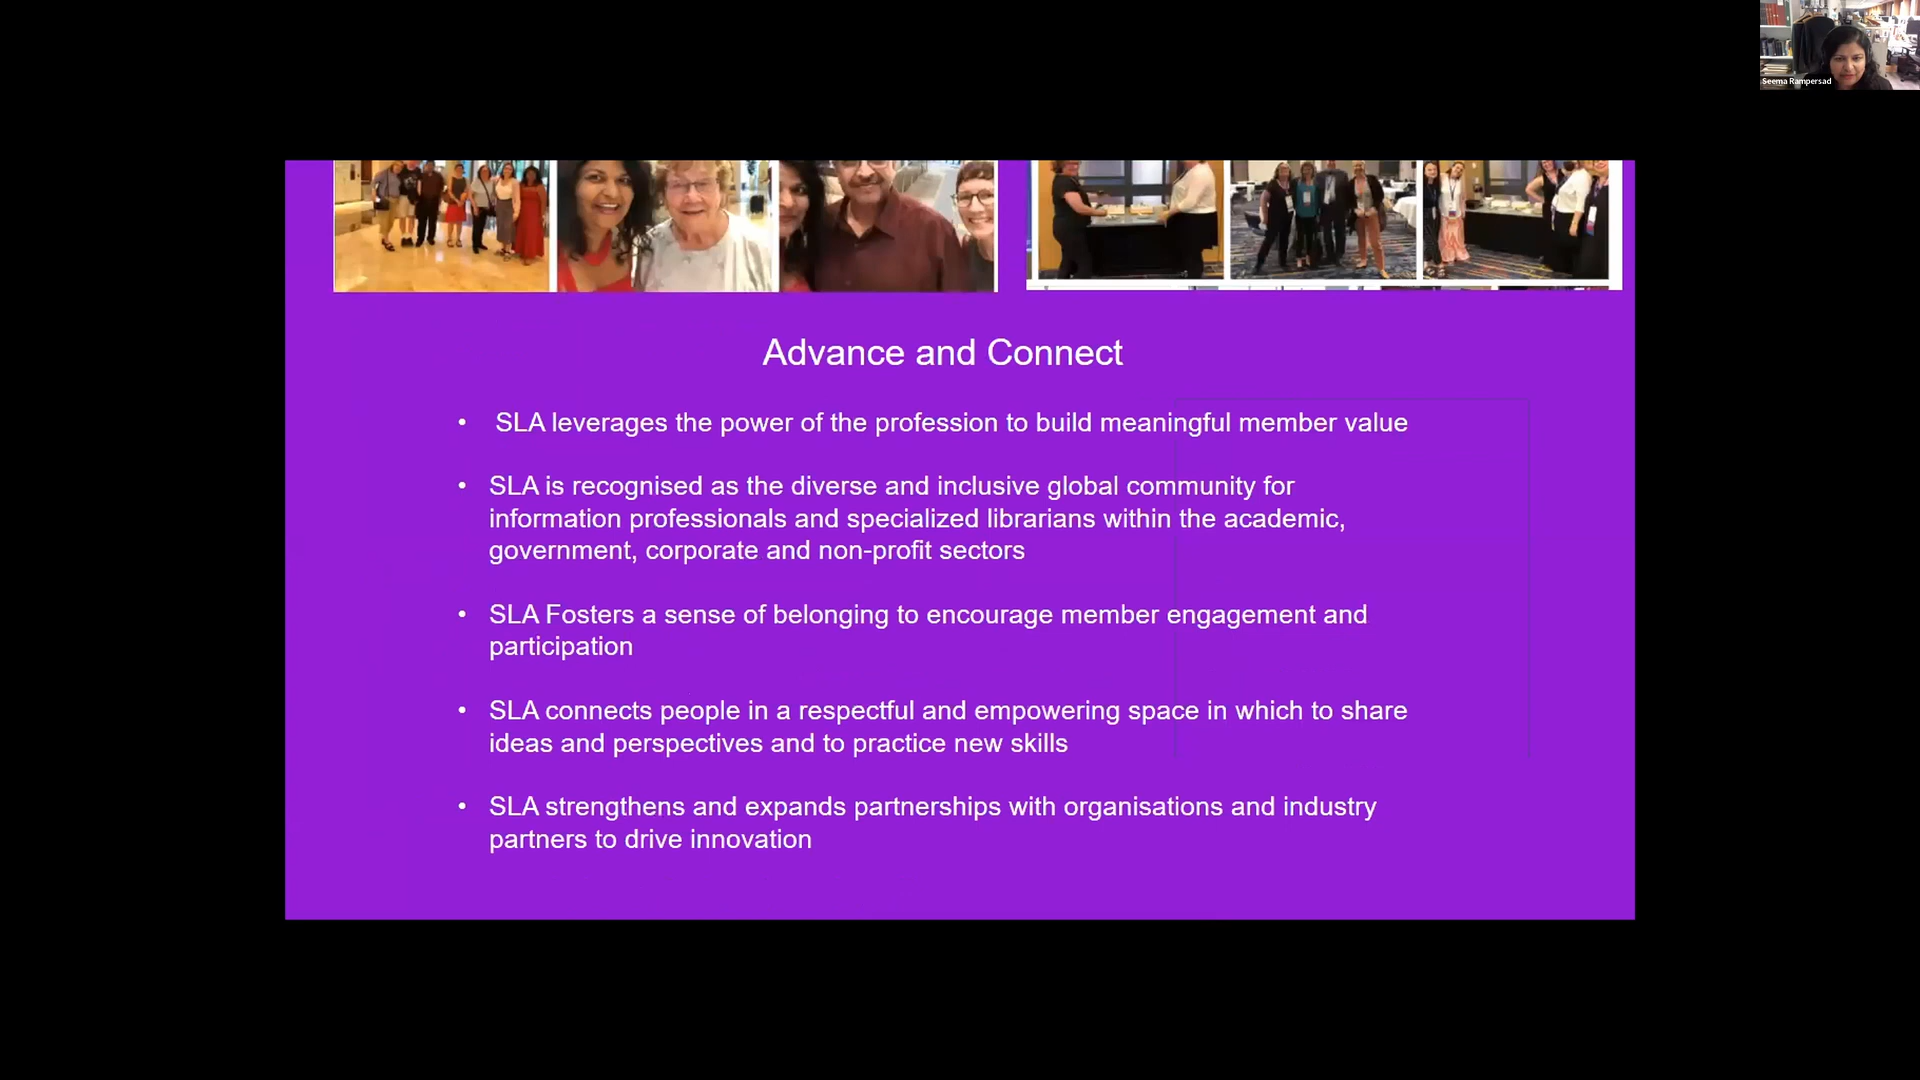 Seema Rampersad
Advance and Connect
• SLA leverages the power of the profession to build meaningful member value
• SLA is recognised as the diverse and inclusive global community for
information professionals and specialized librarians within the academic,
government, corporate and non-profit sectors
• SLA Fosters a sense of belonging to encourage member engagement and
participation
• SLA connects people in a respectful and empowering space in which to share
ideas and perspectives and to practice new skills
• SLA strengthens and expands partnerships with organisations and industry
partners to drive innovation